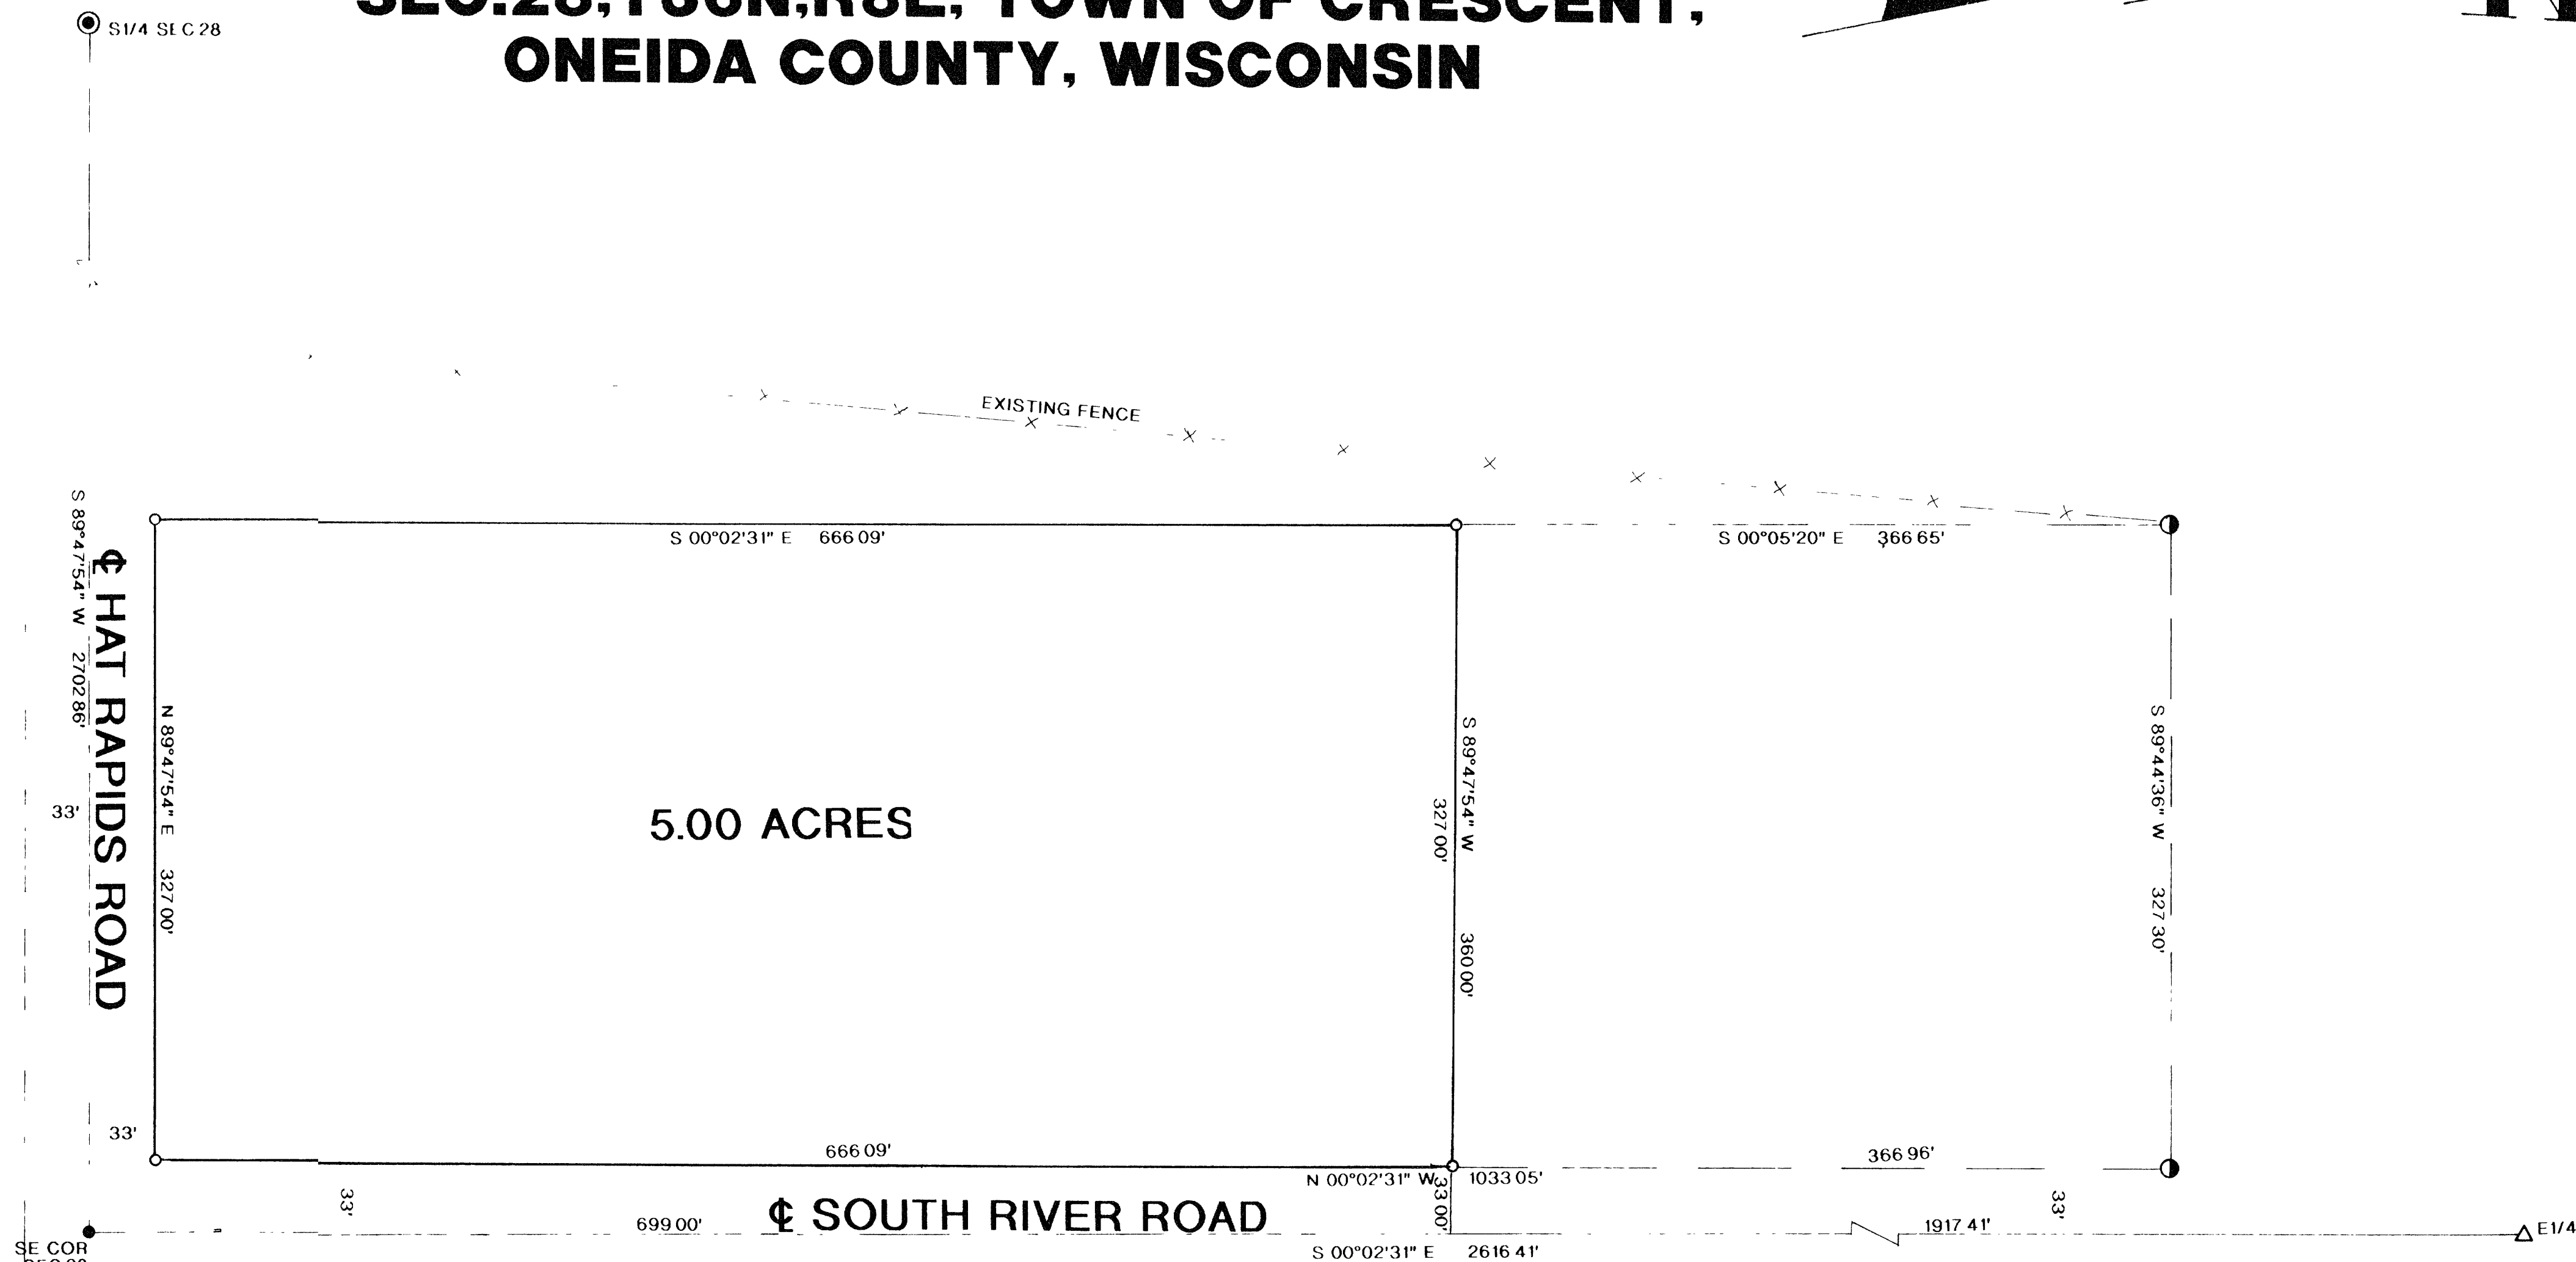 ONEIDA COUNTY, WISCONSIN
S1/4 SEC 28
EXISTING FENCE
S 00°02'31" E 666 09'
S 00°05'20" E 366 65'
S 89°47'54" W 2702 86'
℄ HAT RAPIDS ROAD
N 89°47'54" E 327 00'
33'
33'
5.00 ACRES
327 00'
S 89°47'54" W 360 00'
S 89°44'36" W 327 30'
666 09'
366 96'
N 00°02'31" W 1033 05'
33 00'
33'
33'
699 00'
℄ SOUTH RIVER ROAD
1917 41'
S 00°02'31" E 2616 41'
E1/4
SE COR